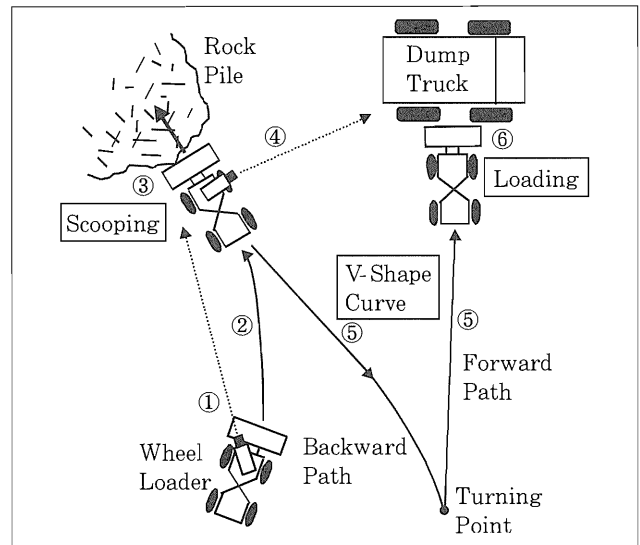 Rock
Pile
Dump
Truck
④
⑥
③
Loading
Scooping
V-Shape
Curve
②
⑤
⑤
Forward
Path
①
Wheel
Loader
Backward
Path
Turning
Point